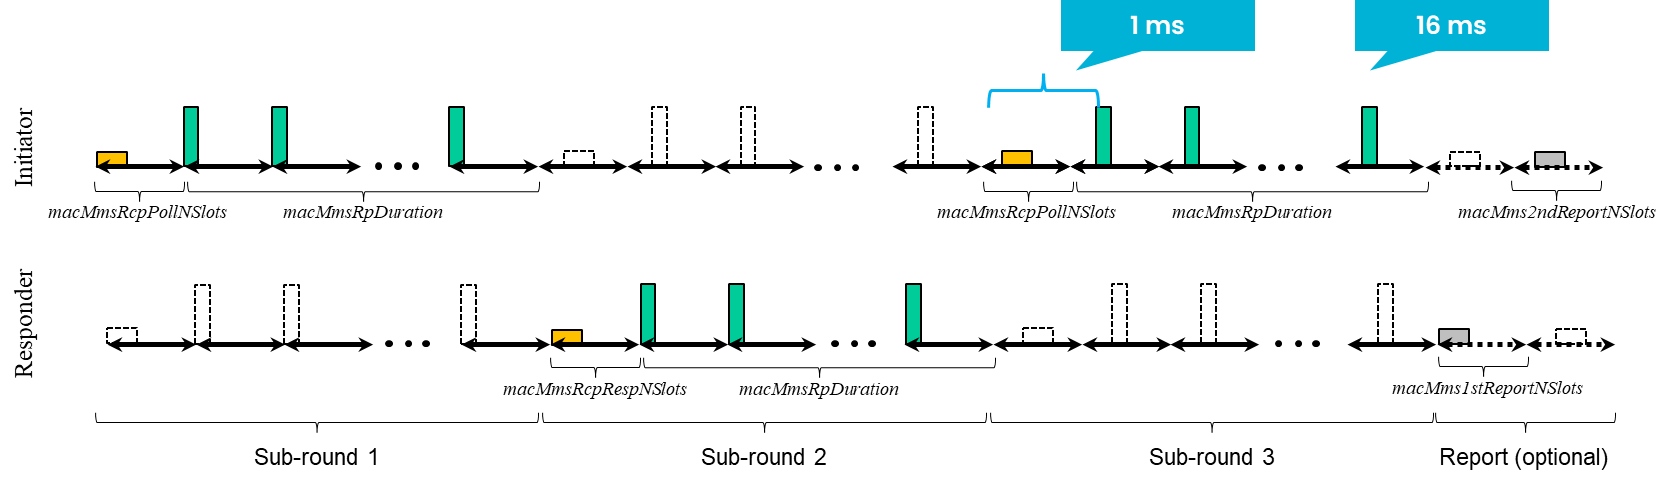 1 ms
16 ms
Initiator
macMmsRcpPollNSlots
macMmsRpDuration
macMmsRcpPollNSlots
macMmsRpDuration
macMms2ndReportNSlots
Responder
macMmsRcpRespNSlots
macMmsRpDuration
macMms1stReportNSlots
Sub-round 1
Sub-round 2
Sub-round 3
Report (optional)